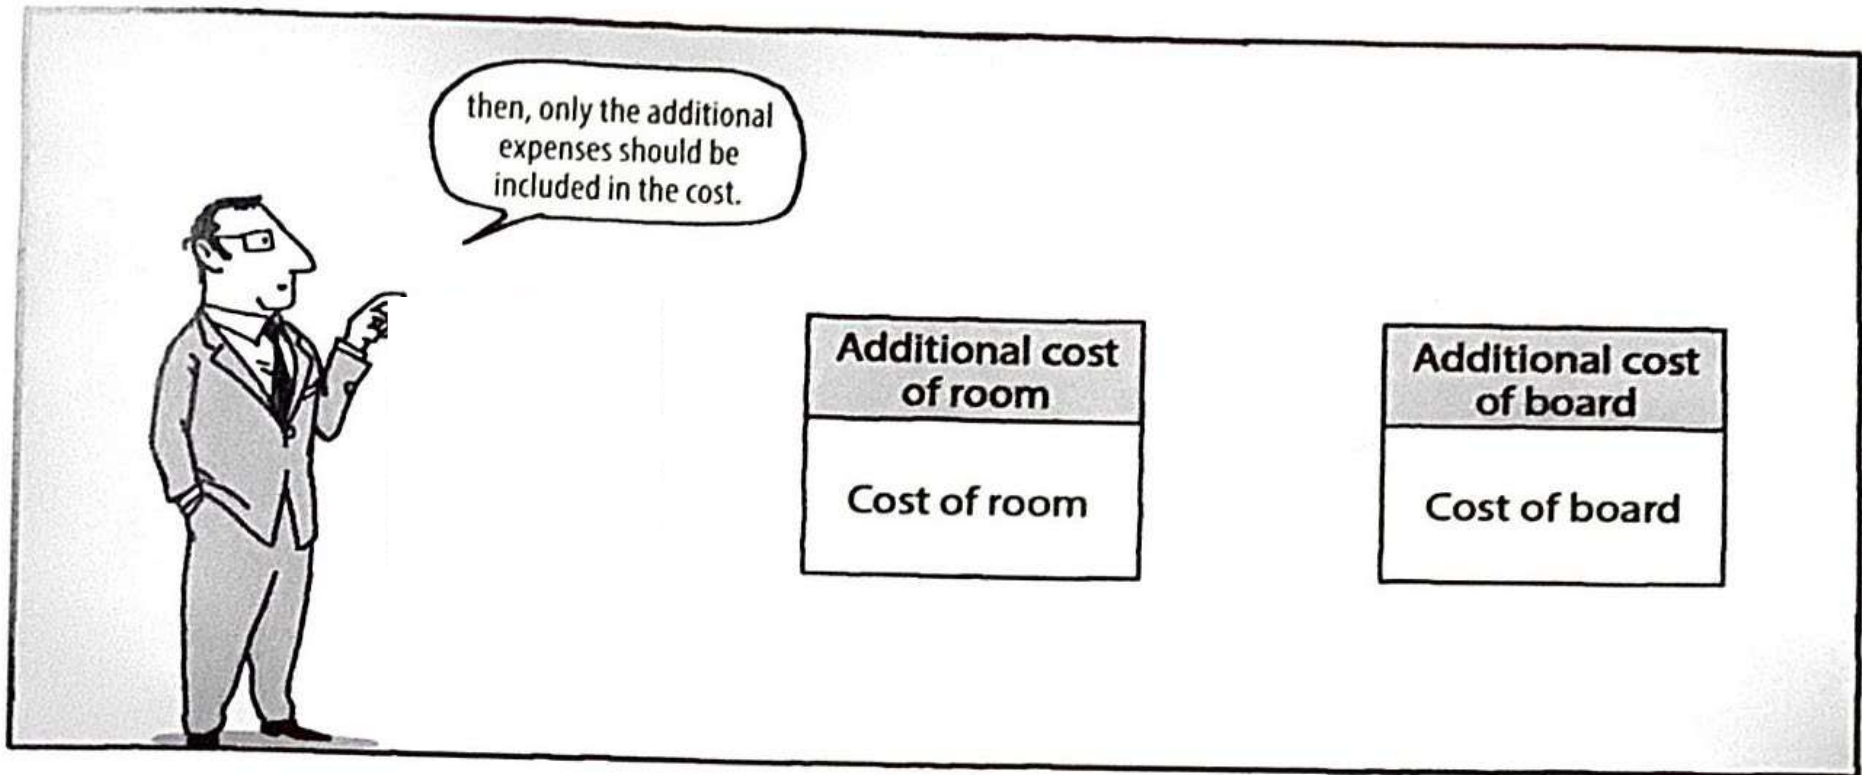 then, only the additional
expenses should be
included in the cost.
Additional cost
of room
Cost of room
Additional cost
of board
Cost of board